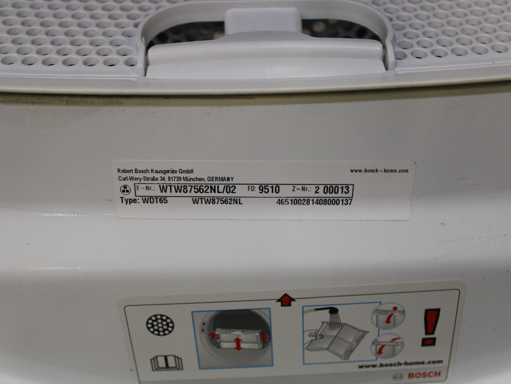 Robert Bosch Hausgeräte GmbH
Carl-Wery-Straße 34, 81739 München, GERMANY
www.bosch-home.com
E-Nr.: WTW87562NL/02 FD: 9510 Z-Nr.: 2 00013
Type: WDT65 WTW87562NL 465100281408000137
www.bosch-home.com
BOSCH